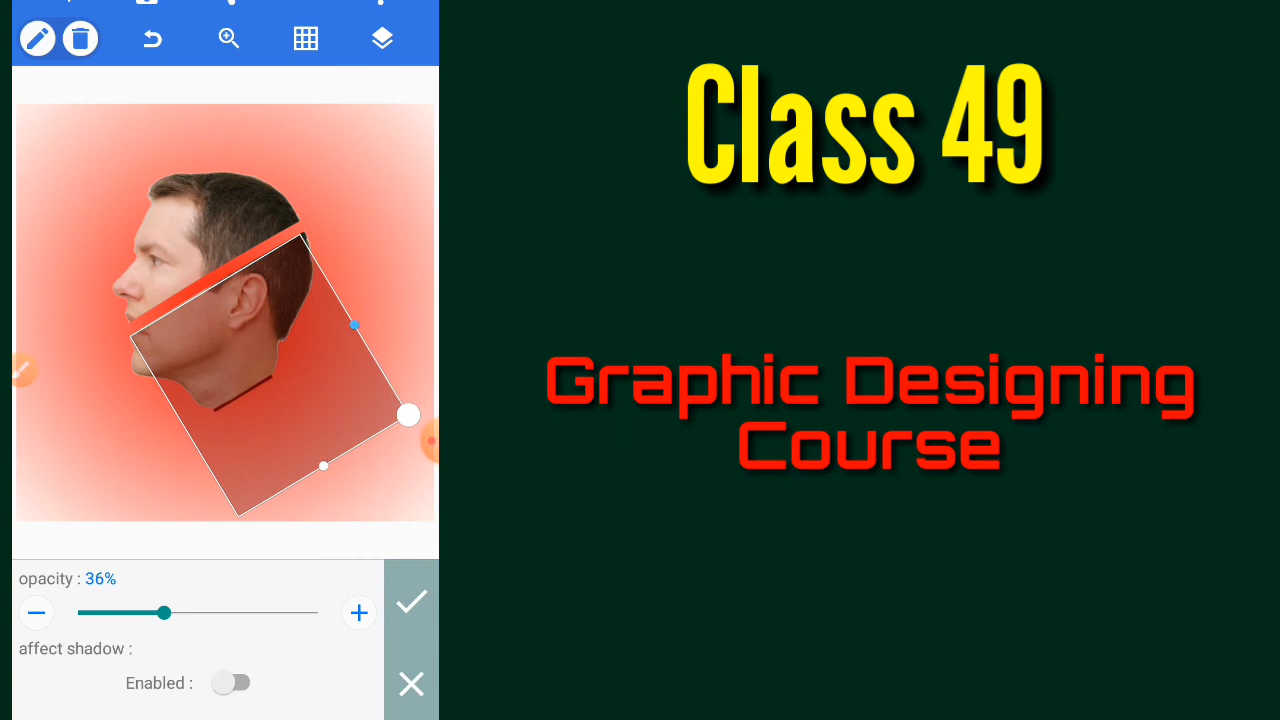 Class 49
Graphic Designing
Course
opacity : 36%
affect shadow :
Enabled :